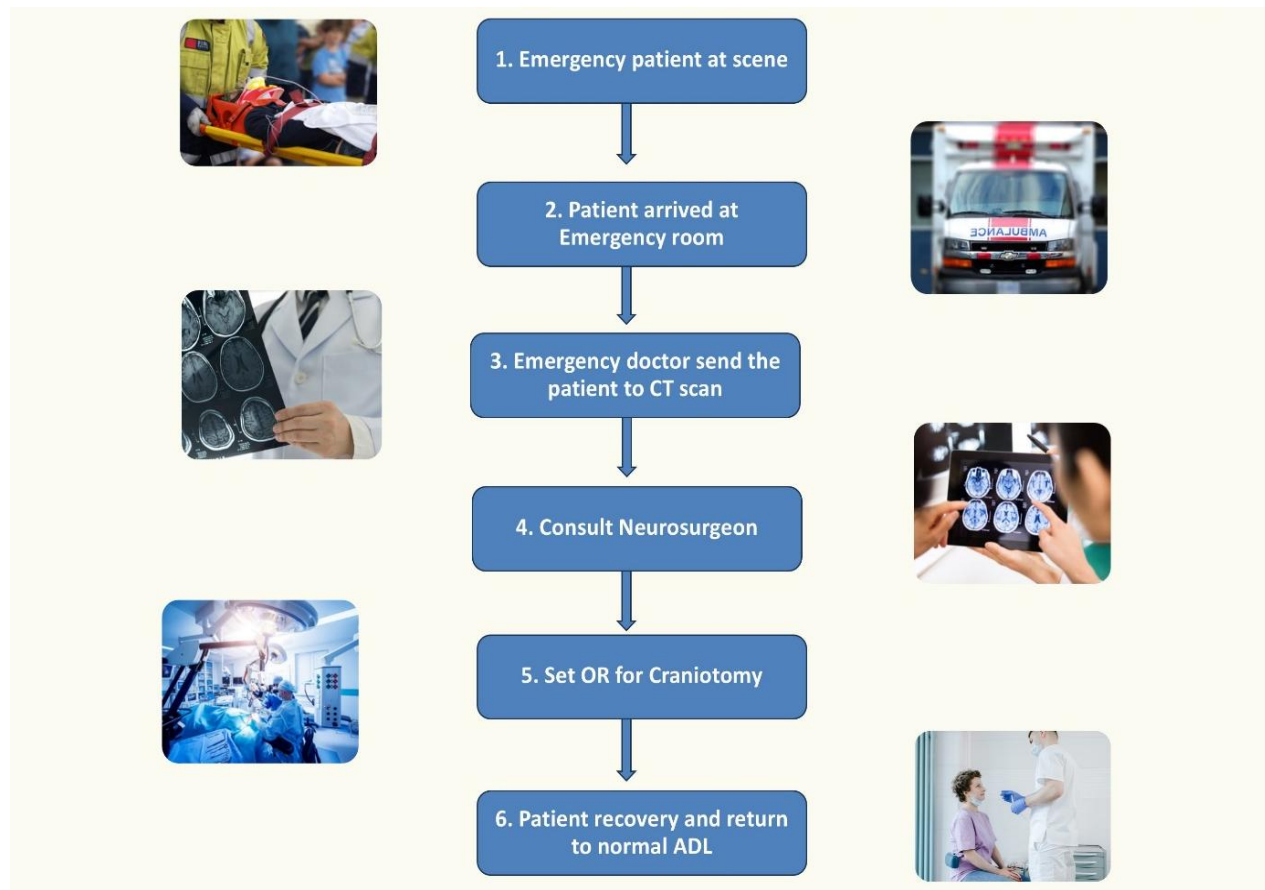 1. Emergency patient at scene
2. Patient arrived at
Emergency room
AMBULANCE
3. Emergency doctor send the
patient to CT scan
4. Consult Neurosurgeon
5. Set OR for Craniotomy
6. Patient recovery and return
to normal ADL